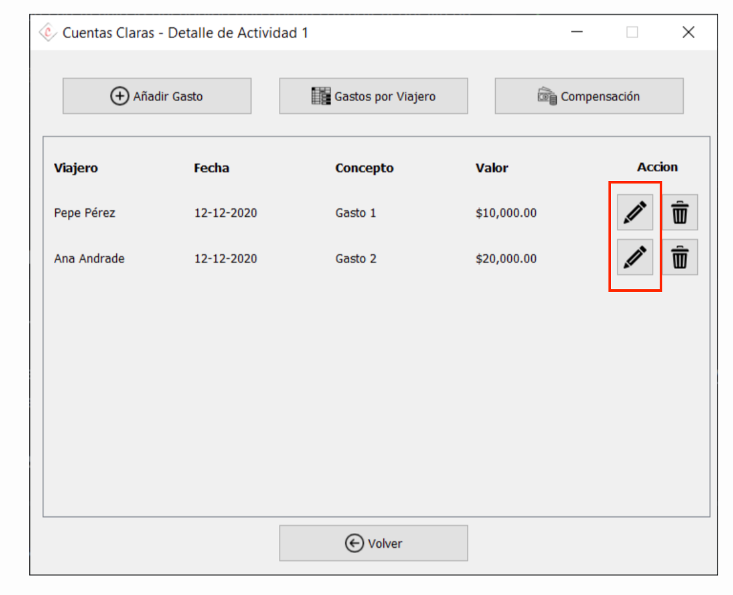 Cuentas Claras - Detalle de Actividad 1
Añadir Gasto Gastos por Viajero Compensación
Viajero Fecha Concepto Valor Accion
Pepe Pérez 12-12-2020 Gasto 1 $10,000.00
Ana Andrade 12-12-2020 Gasto 2 $20,000.00
Volver